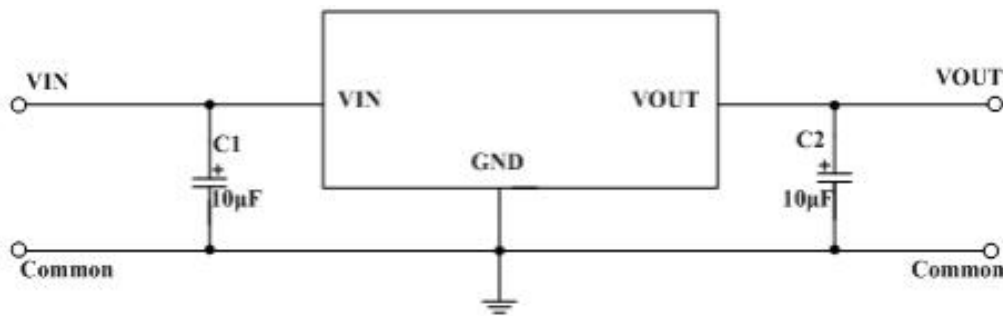 VIN
VOUT
VIN
VOUT
C1
+
10μF
GND
C2
+
10μF
Common
Common